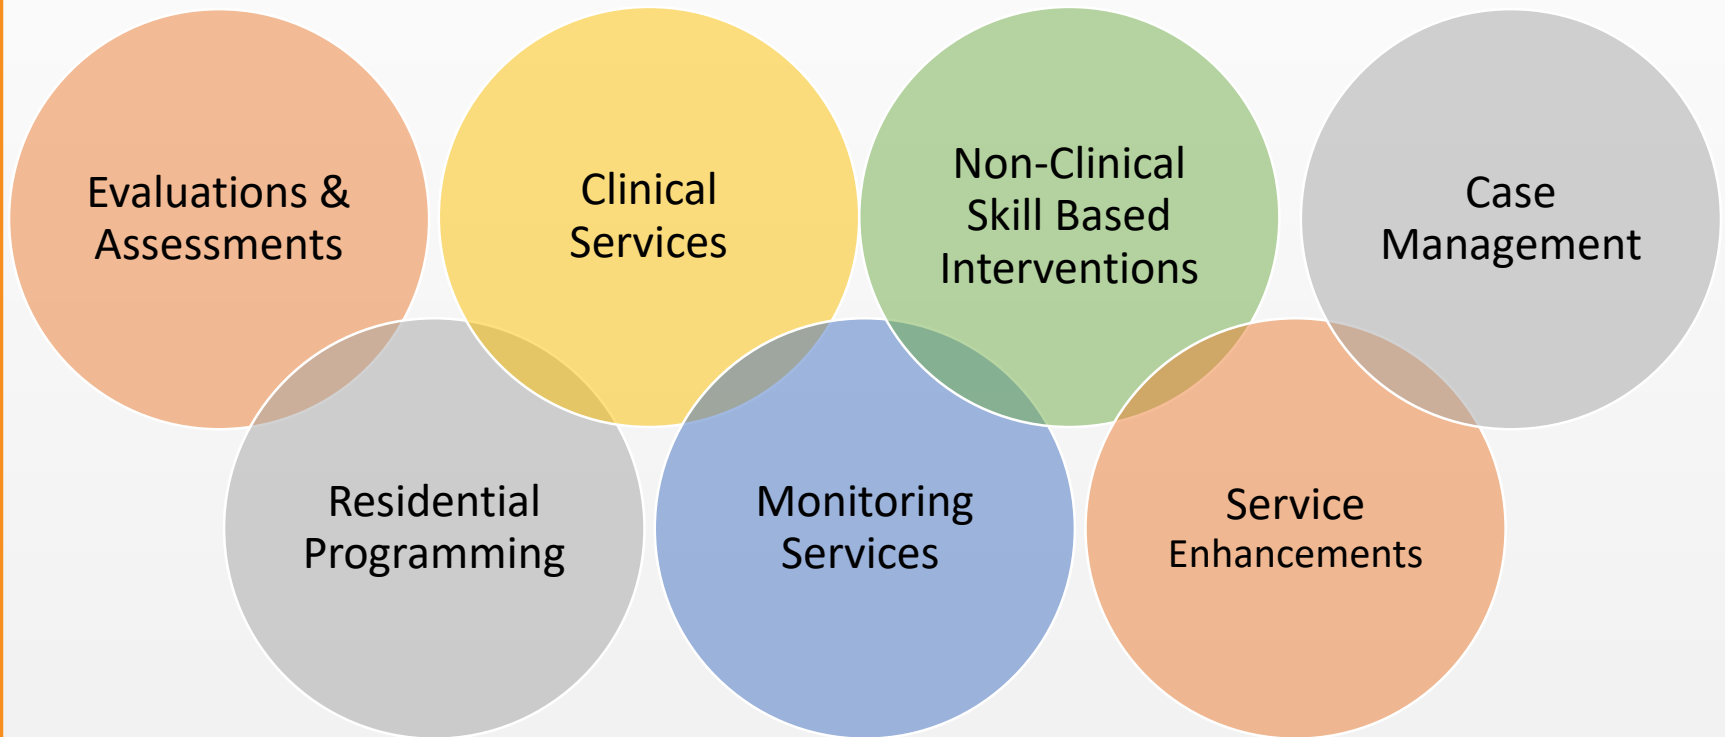 Evaluations &
Assessments
Clinical
Services
Non-Clinical
Skill Based
Interventions
Case
Management
Residential
Programming
Monitoring
Services
Service
Enhancements